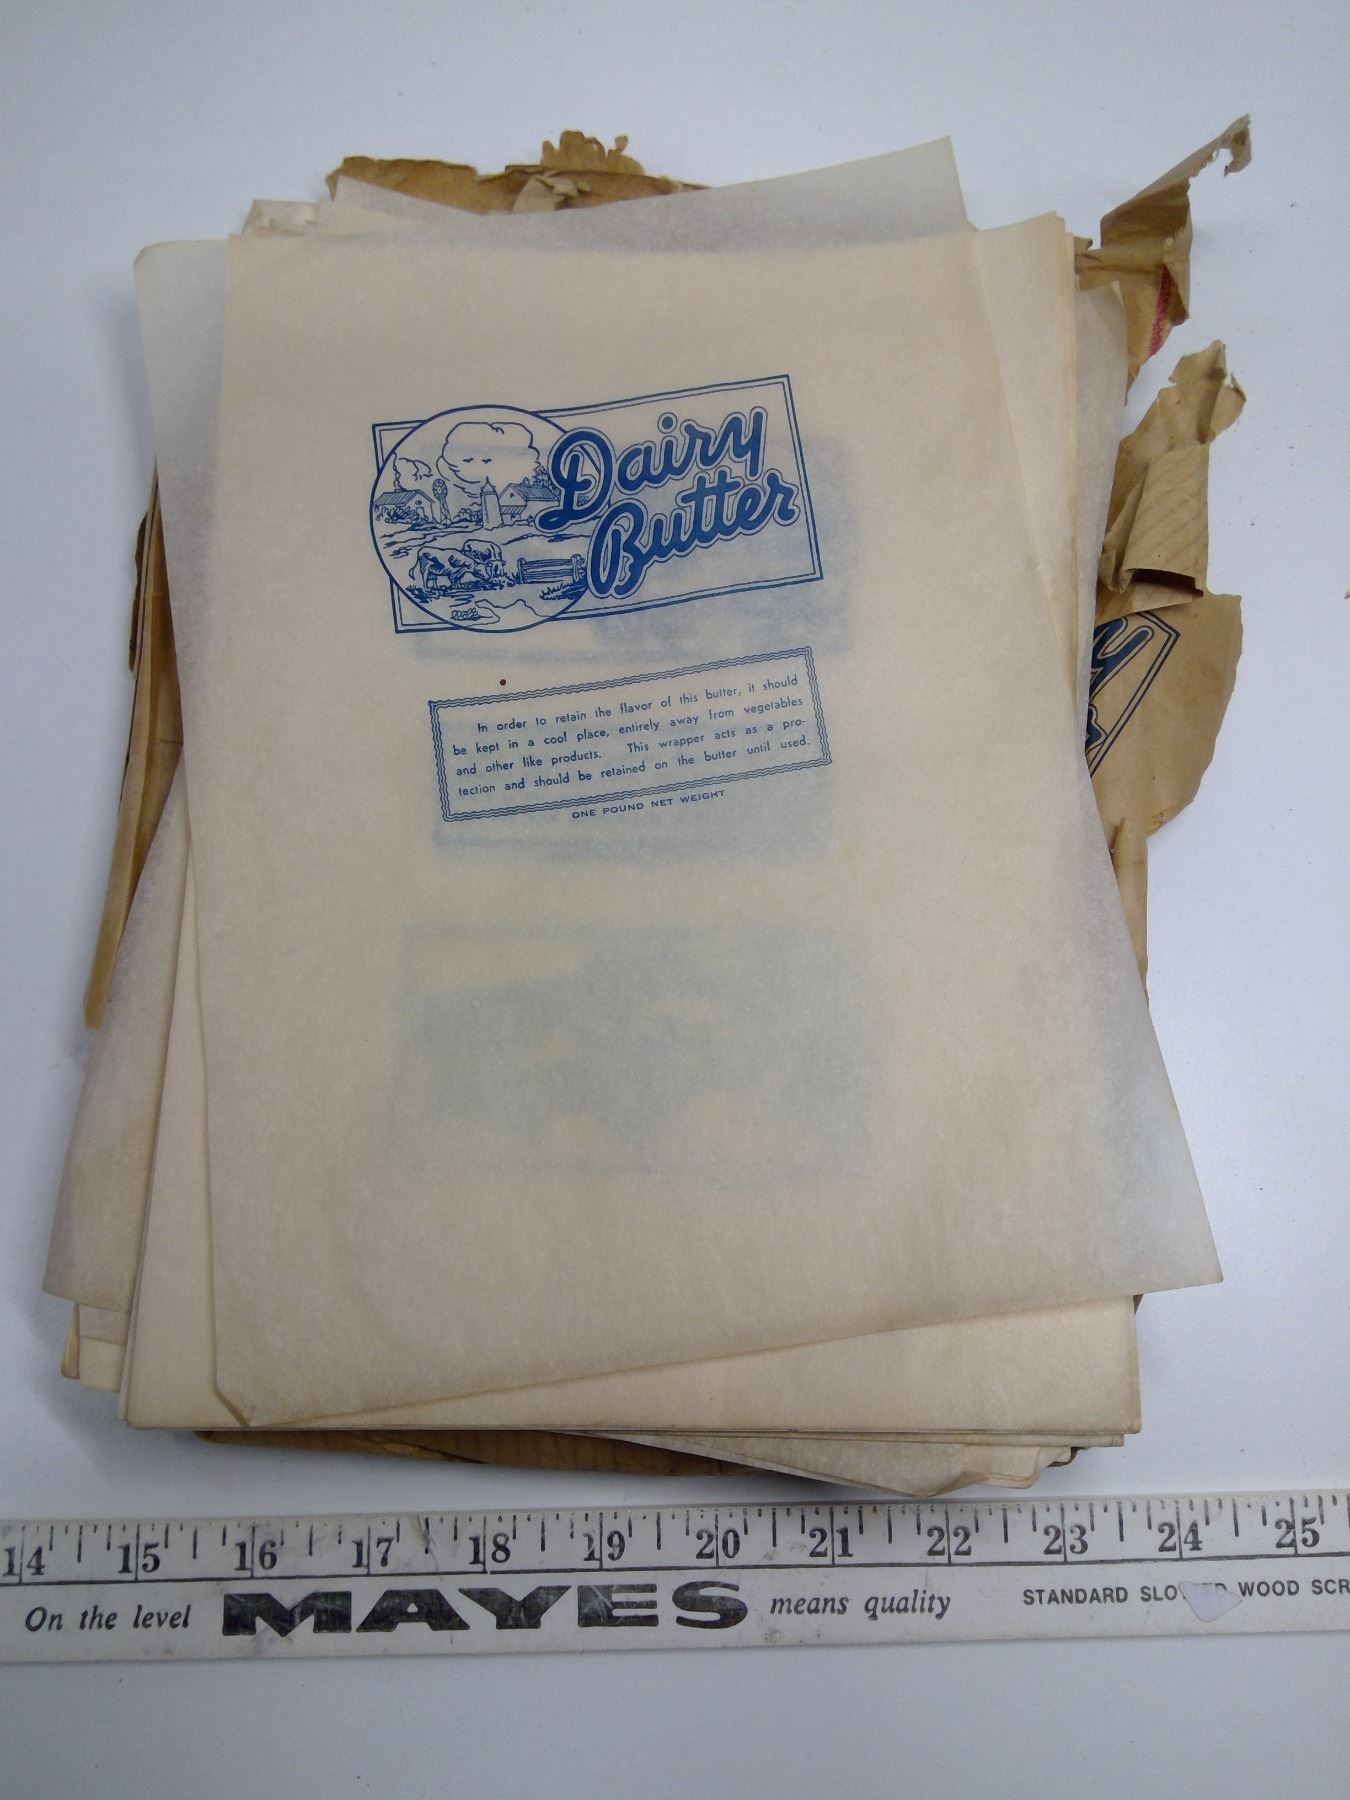 Dairy
Butter
In order to retain the flavor of this butter, it should
be kept in a cool place, entirely away from vegetables
and other like products. This wrapper acts as a pro-
tection and should be retained on the butter until used.
ONE POUND NET WEIGHT
14 15 16 17 18 19 20 21 22 23 24 25
On the level MAYES means quality STANDARD WOOD